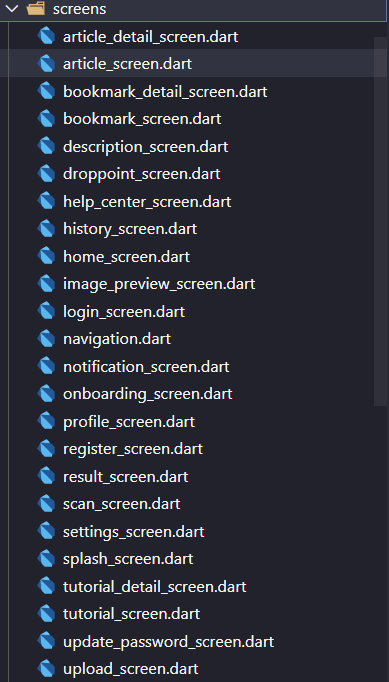 screens
article_detail_screen.dart
article_screen.dart
bookmark_detail_screen.dart
bookmark_screen.dart
description_screen.dart
droppoint_screen.dart
help_center_screen.dart
history_screen.dart
home_screen.dart
image_preview_screen.dart
login_screen.dart
navigation.dart
notification_screen.dart
onboarding_screen.dart
profile_screen.dart
register_screen.dart
result_screen.dart
scan_screen.dart
settings_screen.dart
splash_screen.dart
tutorial_detail_screen.dart
tutorial_screen.dart
update_password_screen.dart
upload_screen.dart